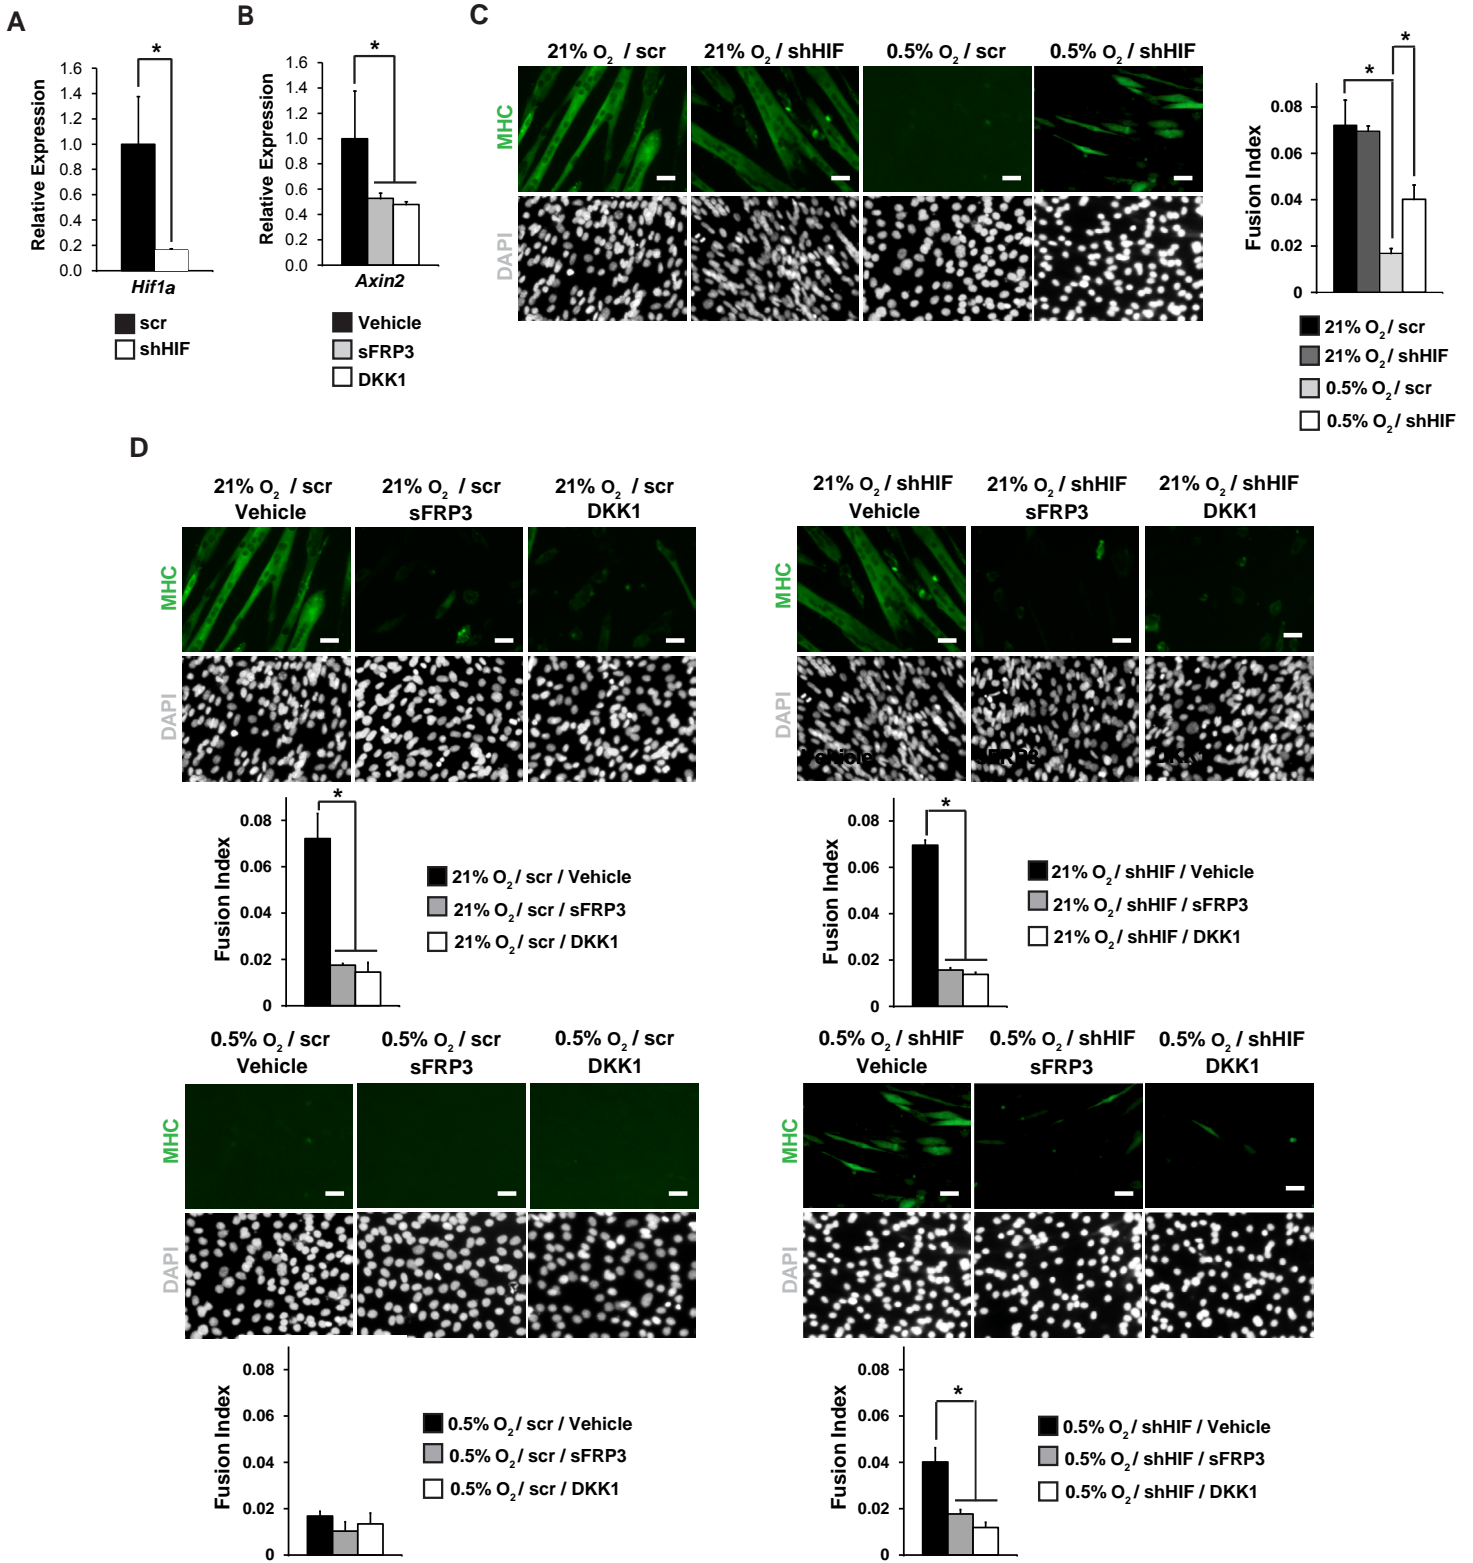 A
*
Relative Expression
1.6
1.4
1.2
1.0
0.8
0.6
0.4
0.2
0.0
Hif1a
scr
shHIF
B
*
Relative Expression
1.6
1.4
1.2
1.0
0.8
0.6
0.4
0.2
0.0
Axin2
Vehicle
sFRP3
DKK1
C
21% O2 / scr
21% O2 / shHIF
0.5% O2 / scr
0.5% O2 / shHIF
MHC
DAPI
*
*
Fusion Index
0.08
0.06
0.04
0.02
0
21% O2 / scr
21% O2 / shHIF
0.5% O2 / scr
0.5% O2 / shHIF
D
21% O2 / scr
Vehicle
21% O2 / scr
sFRP3
21% O2 / scr
DKK1
MHC
DAPI
*
Fusion Index
0.08
0.06
0.04
0.02
0
21% O2 / scr / Vehicle
21% O2 / scr / sFRP3
21% O2 / scr / DKK1
21% O2 / shHIF
Vehicle
21% O2 / shHIF
sFRP3
21% O2 / shHIF
DKK1
MHC
DAPI
Vehicle
sFRP3
DKK1
*
Fusion Index
0.08
0.06
0.04
0.02
0
21% O2 / shHIF / Vehicle
21% O2 / shHIF / sFRP3
21% O2 / shHIF / DKK1
0.5% O2 / scr
Vehicle
0.5% O2 / scr
sFRP3
0.5% O2 / scr
DKK1
MHC
DAPI
Fusion Index
0.08
0.06
0.04
0.02
0
0.5% O2 / scr / Vehicle
0.5% O2 / scr / sFRP3
0.5% O2 / scr / DKK1
0.5% O2 / shHIF
Vehicle
0.5% O2 / shHIF
sFRP3
0.5% O2 / shHIF
DKK1
MHC
DAPI
*
Fusion Index
0.08
0.06
0.04
0.02
0
0.5% O2 / shHIF / Vehicle
0.5% O2 / shHIF / sFRP3
0.5% O2 / shHIF / DKK1